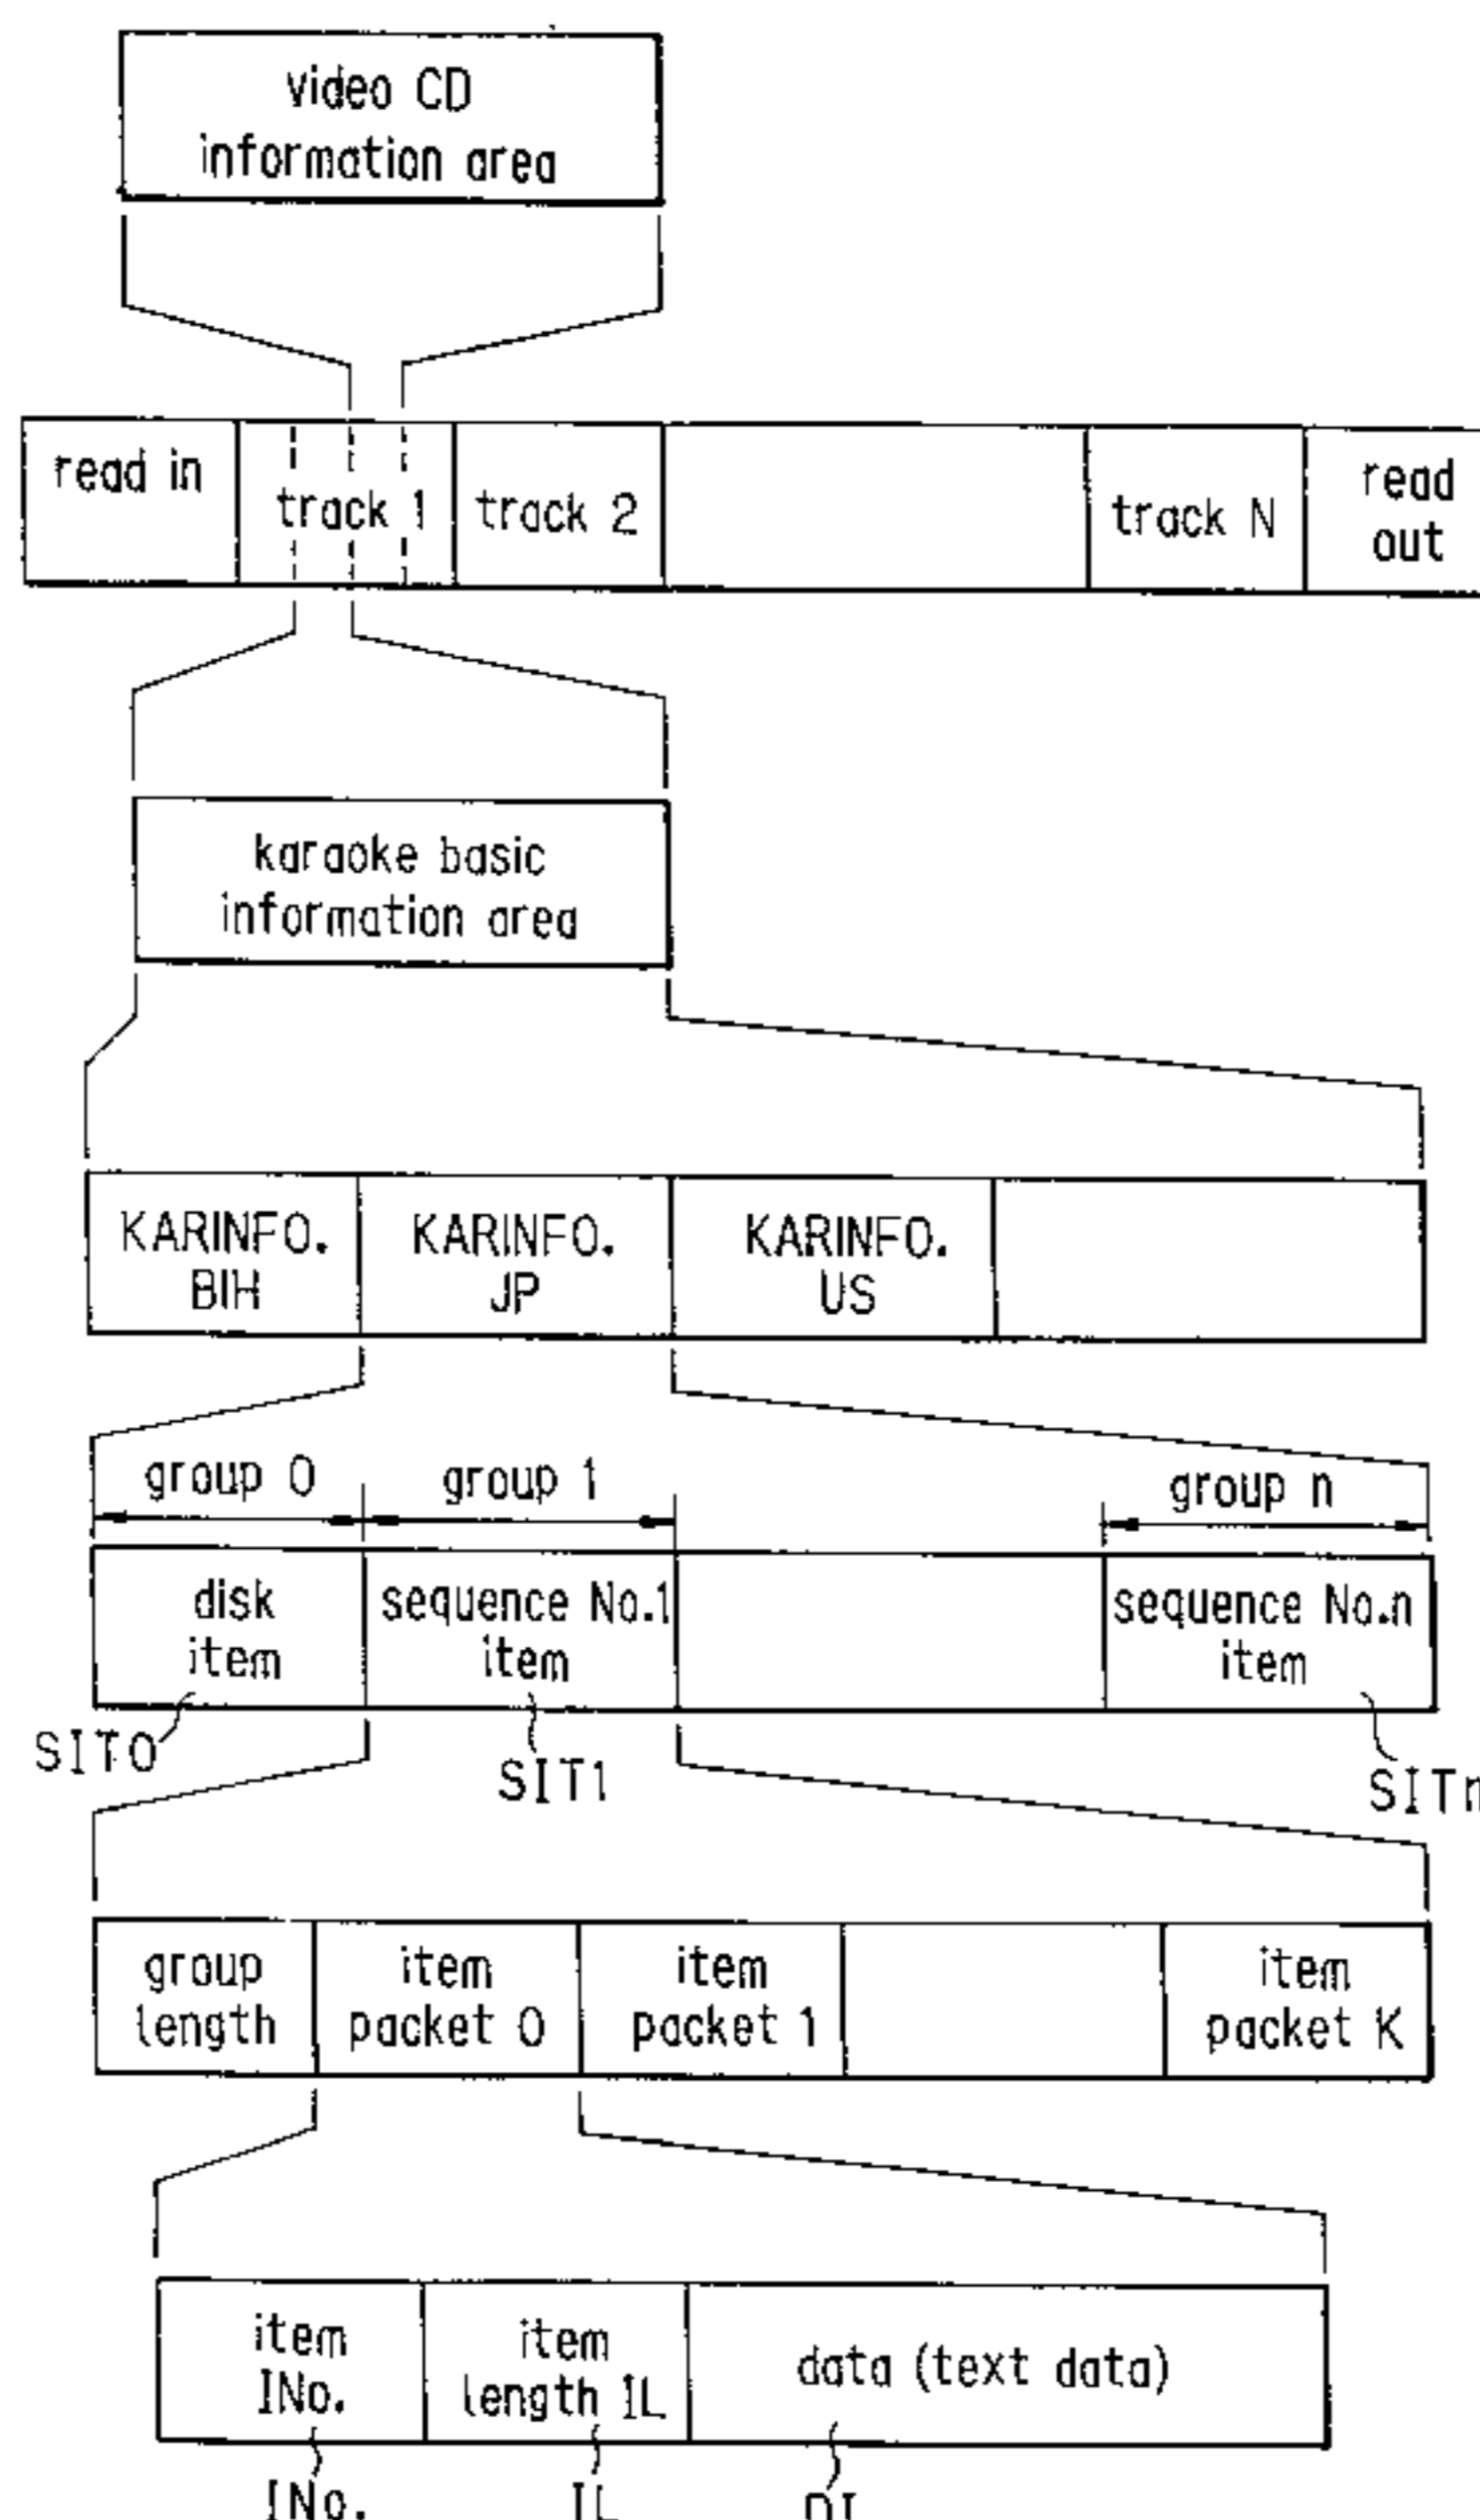 video CD
information area
read in
track 1
track 2
track N
read
out
karaoke basic
information area
KARINFO.
BIH
KARINFO.
JP
KARINFO.
US
group 0
group 1
group n
disk
item
sequence No.1
item
sequence No.n
item
SIT0
SIT1
SITn
group
length
item
packet 0
item
packet 1
item
packet K
item
INo.
item
length IL
data (text data)
INo.
IL